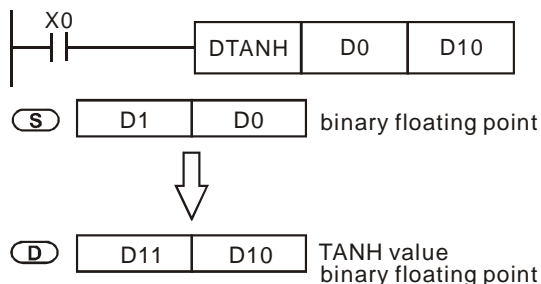 X0
DTANH D0 D10
S D1 D0 binary floating point
D D11 D10 TANH value
binary floating point